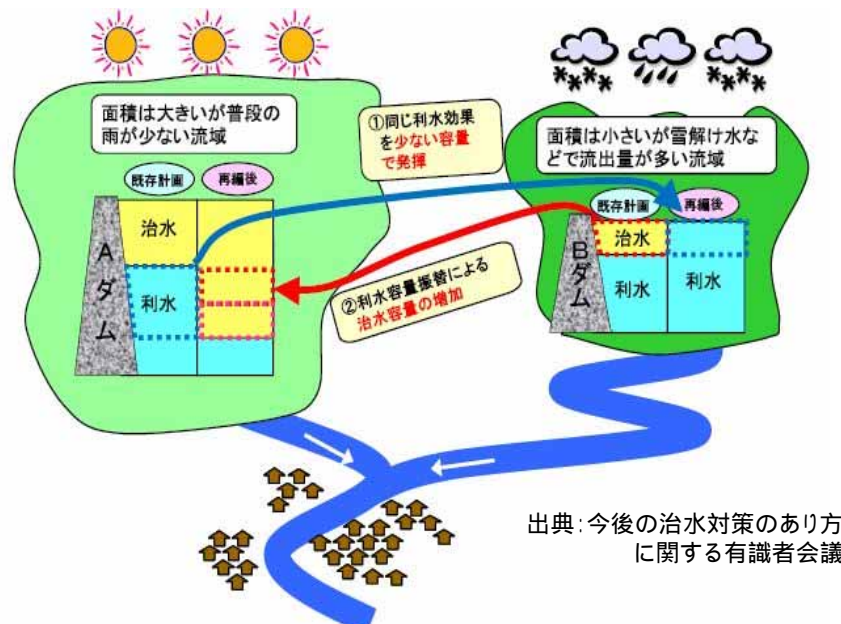 面積は大きいが普段の
雨が少ない流域
既存計画
再編後
治水
利水
Aダム
①同じ利水効果
を少ない容量
で発揮
②利水容量振替による
治水容量の増加
面積は小さいが雪解け水な
どで流出量が多い流域
既存計画
再編後
治水
利水
利水
Bダム
出典:今後の治水対策のあり方
に関する有識者会議